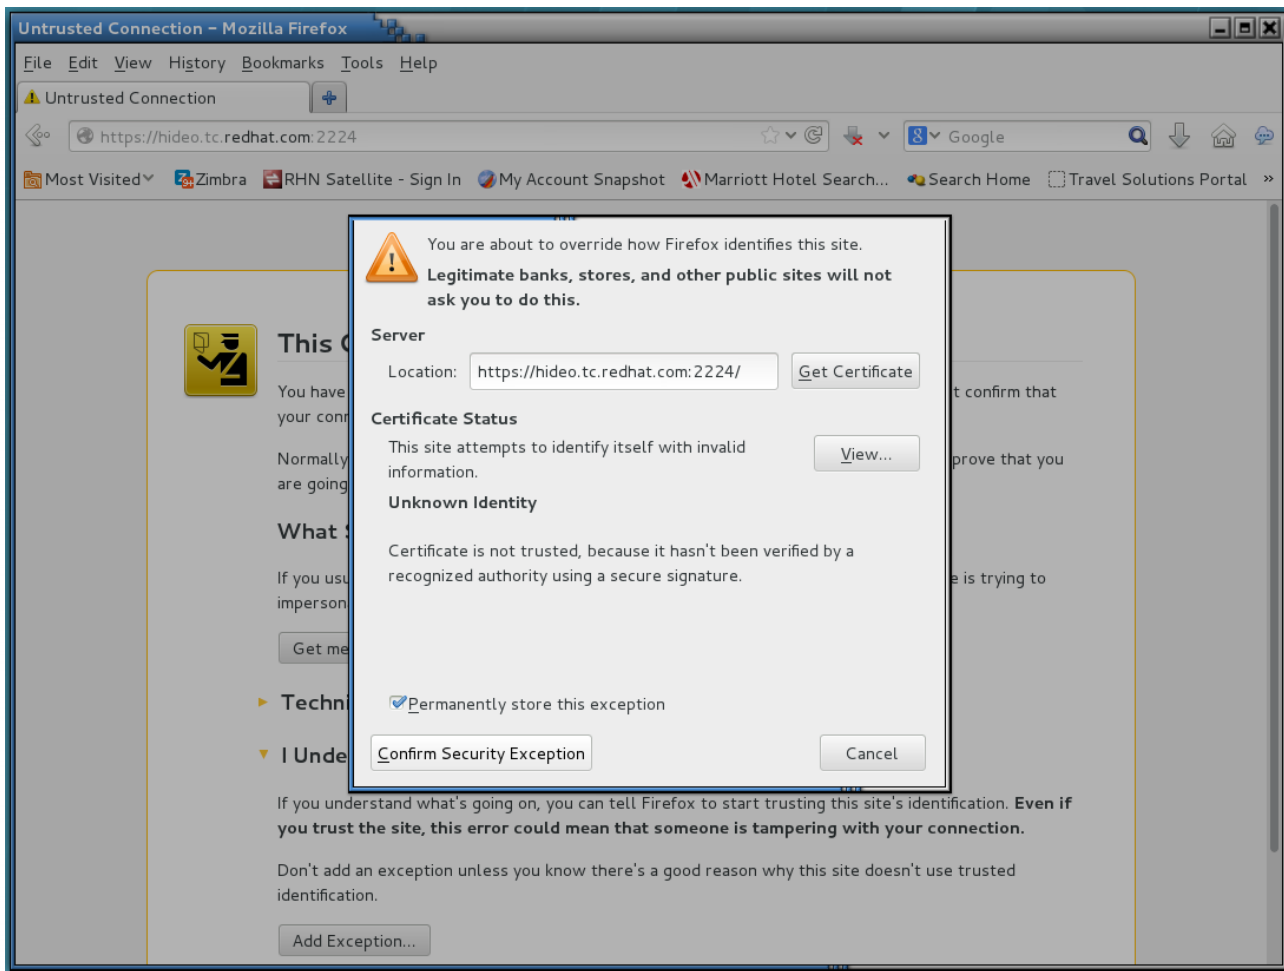 Untrusted Connection - Mozilla Firefox
File Edit View History Bookmarks Tools Help
Untrusted Connection
https://hideo.tc.redhat.com:2224
8 Google
Most Visited Zimbra RHN Satellite - Sign In My Account Snapshot Marriott Hotel Search... Search Home Travel Solutions Portal »
You are about to override how Firefox identifies this site.
Legitimate banks, stores, and other public sites will not
ask you to do this.
Server
Location: https://hideo.tc.redhat.com:2224/ Get Certificate
Certificate Status
This site attempts to identify itself with invalid
information.
View...
Unknown Identity
Certificate is not trusted, because it hasn't been verified by a
recognized authority using a secure signature.
Permanently store this exception
Confirm Security Exception Cancel
This
You have t confirm that
your conn
Normally prove that you
are going
What
If you usu e is trying to
imperson
Get me
Techni
I Unde
If you understand what's going on, you can tell Firefox to start trusting this site's identification. Even if
you trust the site, this error could mean that someone is tampering with your connection.
Don't add an exception unless you know there's a good reason why this site doesn't use trusted
identification.
Add Exception...